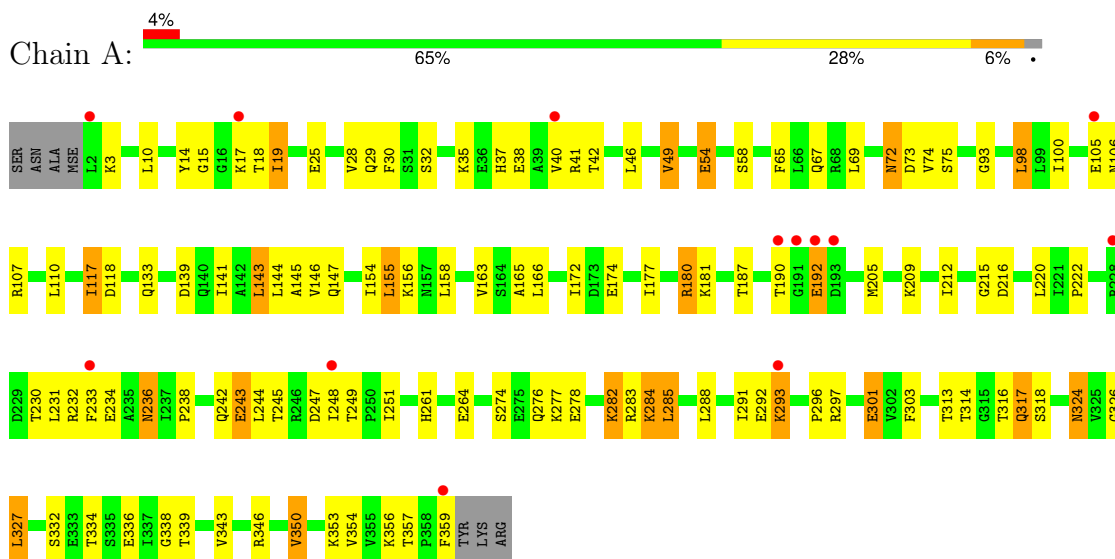 4%
Chain A:
65% 28% 6% •
SER ASN ALA MSE L2 K3 L10 Y14 G15 G16 K17 T18 I19 E25 V28 Q29 F30 S31 S32 K35 E36 H37 E38 A39 V40 R41 T42 L46 V49 E54 S58 F65 L66 Q67 R68 L69 N72 D73 V74 S75 G93 L98 L99 I100 E105 N106
R107 L110 I117 D118 Q133 D139 Q140 I141 A142 L143 L144 A145 V146 Q147 I154 L155 K156 N157 L158 V163 S164 A165 L166 I172 D173 E174 I177 R180 K181 T187 T190 G191 E192 D193 M205 K209 I212 G215 D216 L220 I221 P222 R228
D229 T230 L231 R232 F233 E234 A235 N236 I237 P238 Q242 E243 L244 T245 R246 D247 I248 T249 P250 I251 H261 E264 S274 E275 Q276 K277 E278 K282 R283 K284 L285 L288 I291 E292 K293 P296 R297 E301 V302 F303 T313 T314 G315 T316 Q317 S318 N324 V325 G326
L327 S332 E333 T334 S335 E336 I337 G338 T339 V343 R346 V350 K353 V354 V355 K356 T357 P358 F359 TYR LYS ARG